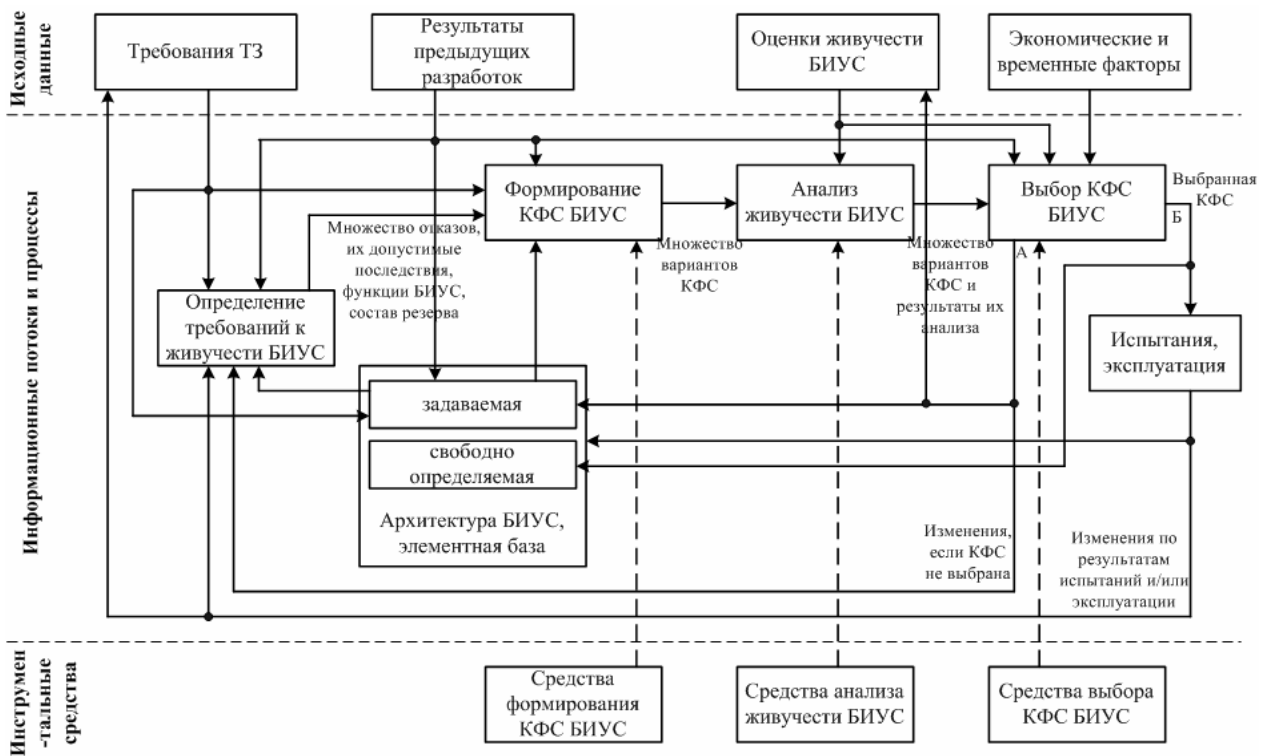 Исходные
данные
Требования ТЗ
Результаты
предыдущих
разработок
Оценки живучести
БИУС
Экономические и
временные факторы
Информационные потоки и процессы
Формирование
КФС БИУС
Анализ
живучести БИУС
Выбор КФС
БИУС
Выбранная
КФС
Б
А
Множество отказов,
их допустимые
последствия,
функции БИУС,
состав резерва
Множество
вариантов
КФС
Множество
вариантов
КФС и
результаты их
анализа
Определение
требований к
живучести БИУС
Испытания,
эксплуатация
задаваемая
свободно
определяемая
Архитектура БИУС,
элементная база
Изменения,
если КФС
не выбрана
Изменения по
результатам
испытаний и/или
эксплуатации
Инструмен
-тальные
средства
Средства
формирования
КФС БИУС
Средства анализа
живучести БИУС
Средства выбора
КФС БИУС